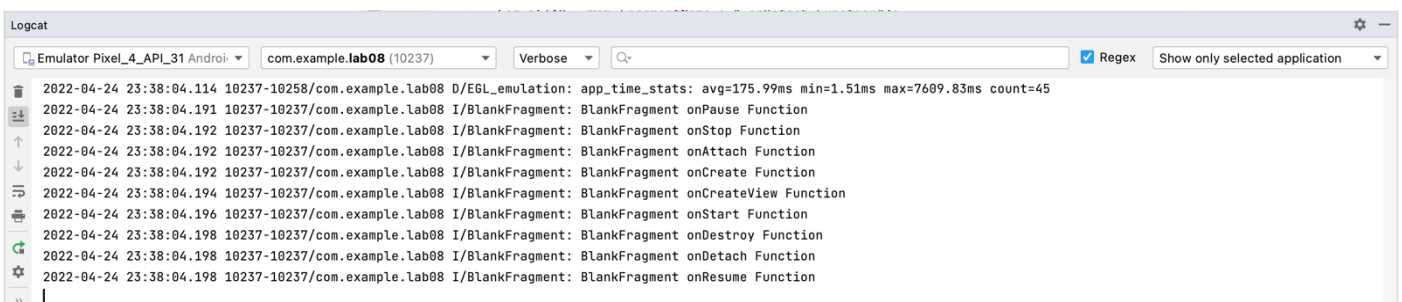 Logcat
Emulator Pixel_4_API_31 Androi
com.example.lab08 (10237)
Verbose
Regex
Show only selected application
2022-04-24 23:38:04.114 10237-10258/com.example.lab08 D/EGL_emulation: app_time_stats: avg=175.99ms min=1.51ms max=7609.83ms count=45
2022-04-24 23:38:04.191 10237-10237/com.example.lab08 I/BlankFragment: BlankFragment onPause Function
2022-04-24 23:38:04.192 10237-10237/com.example.lab08 I/BlankFragment: BlankFragment onStop Function
2022-04-24 23:38:04.192 10237-10237/com.example.lab08 I/BlankFragment: BlankFragment onAttach Function
2022-04-24 23:38:04.192 10237-10237/com.example.lab08 I/BlankFragment: BlankFragment onCreate Function
2022-04-24 23:38:04.194 10237-10237/com.example.lab08 I/BlankFragment: BlankFragment onCreateView Function
2022-04-24 23:38:04.196 10237-10237/com.example.lab08 I/BlankFragment: BlankFragment onStart Function
2022-04-24 23:38:04.198 10237-10237/com.example.lab08 I/BlankFragment: BlankFragment onDestroy Function
2022-04-24 23:38:04.198 10237-10237/com.example.lab08 I/BlankFragment: BlankFragment onDetach Function
2022-04-24 23:38:04.198 10237-10237/com.example.lab08 I/BlankFragment: BlankFragment onResume Function